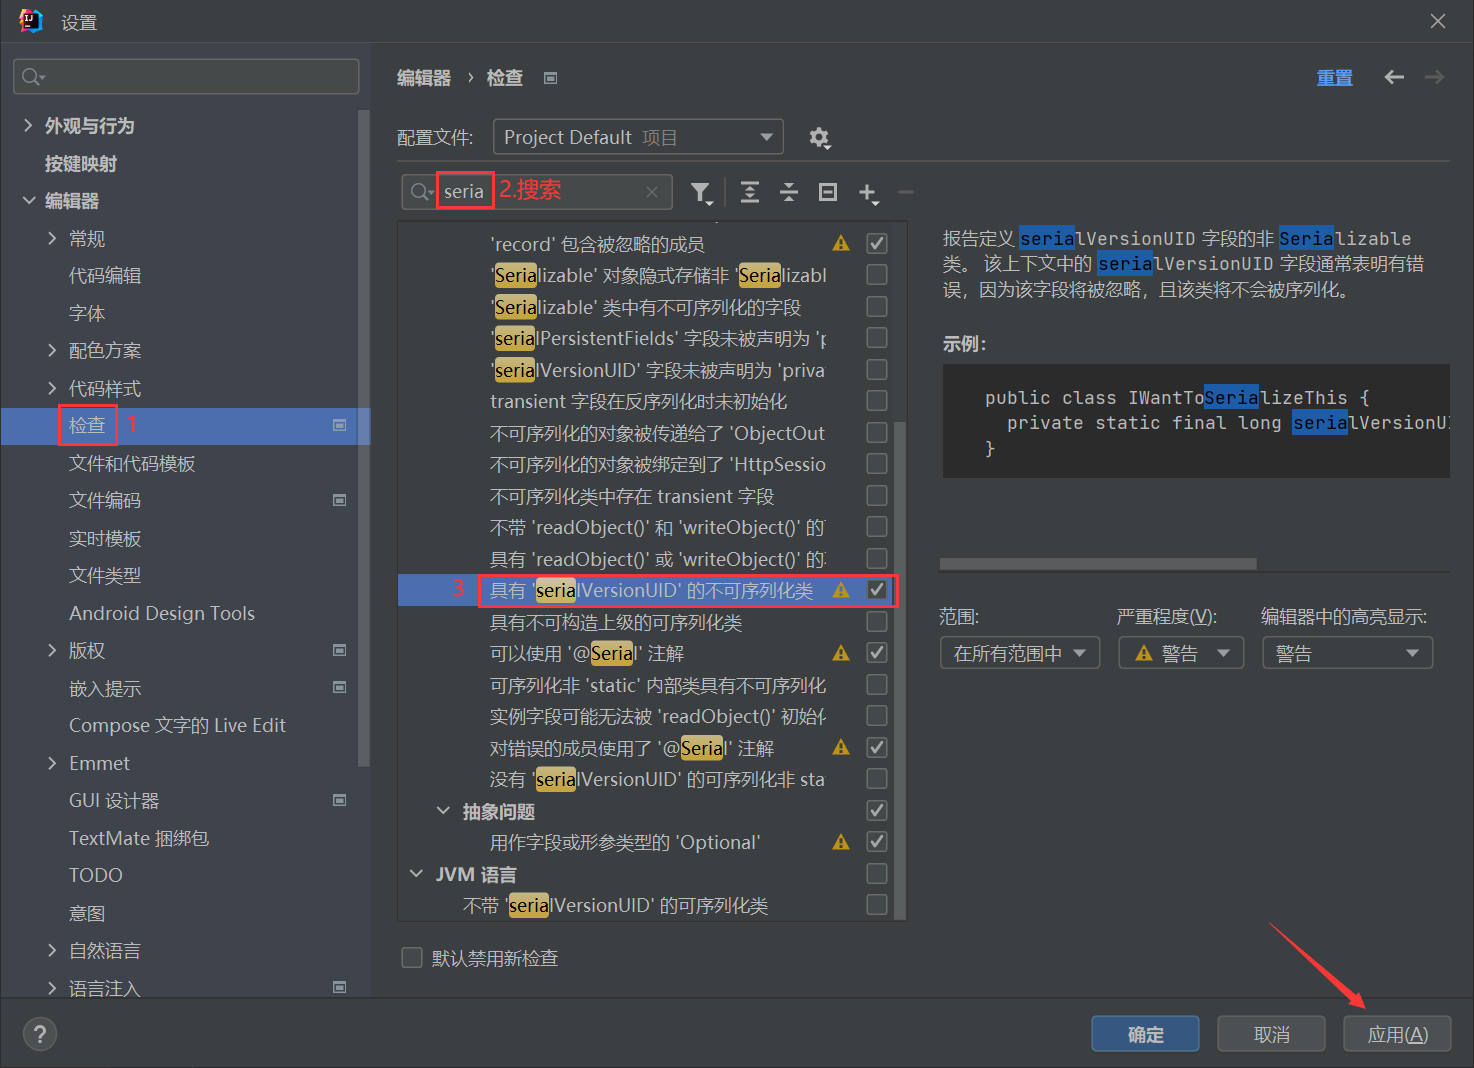 设置
外观与行为
按键映射
编辑器
常规
代码编辑
字体
配色方案
代码样式
检查 1
文件和代码模板
文件编码
实时模板
文件类型
Android Design Tools
版权
嵌入提示
Compose 文字的 Live Edit
Emmet
GUI 设计器
TextMate 捆绑包
TODO
意图
自然语言
语言注入
编辑器 › 检查
重置
配置文件: Project Default 项目
seria 2.搜索
'record' 包含被忽略的成员
'Serializable' 对象隐式存储非 'Serializabl
'Serializable' 类中有不可序列化的字段
'serialPersistentFields' 字段未被声明为 'p
'serialVersionUID' 字段未被声明为 'priva
transient 字段在反序列化时未初始化
不可序列化的对象被传递给了 'ObjectOut
不可序列化的对象被绑定到了 'HttpSessio
不可序列化类中存在 transient 字段
不带 'readObject()' 和 'writeObject()' 的
具有 'readObject()' 或 'writeObject()' 的
3 具有 'serialVersionUID' 的不可序列化类
具有不可构造上级的可序列化类
可以使用 '@Serial' 注解
可序列化非 'static' 内部类具有不可序列化
实例字段可能无法被 'readObject()' 初始化
对错误的成员使用了 '@Serial' 注解
没有 'serialVersionUID' 的可序列化非 sta
抽象问题
用作字段或形参类型的 'Optional'
JVM 语言
不带 'serialVersionUID' 的可序列化类
默认禁用新检查
报告定义 serialVersionUID 字段的非 Serializable
类。 该上下文中的 serialVersionUID 字段通常表明有错
误，因为该字段将被忽略，且该类将不会被序列化。
示例：
public class IWantToSerializeThis {
private static final long serialVersionU
}
范围: 严重程度(V): 编辑器中的高亮显示:
在所有范围中 警告 警告
? 确定 取消 应用(A)